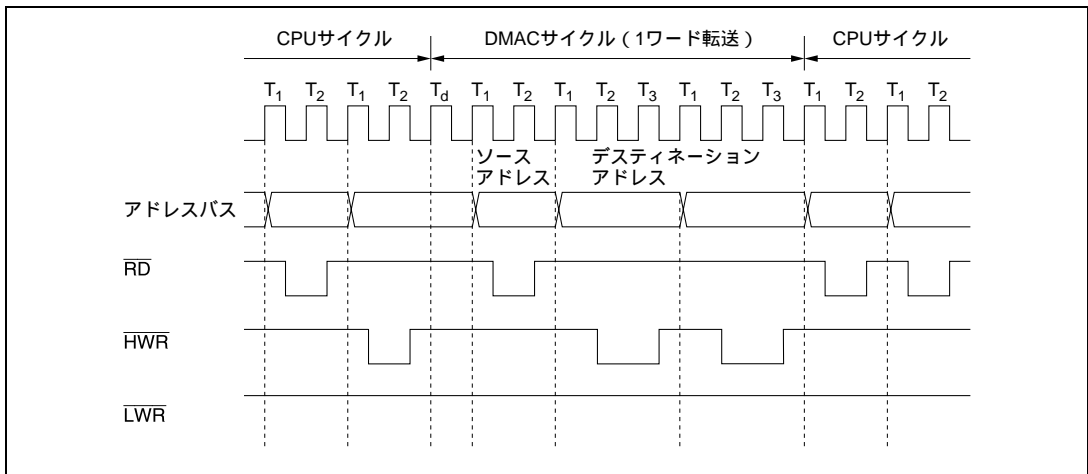 CPUサイクル DMACサイクル(1ワード転送) CPUサイクル
T1 T2 T1 T2 Td T1 T2 T1 T2 T3 T1 T2 T3 T1 T2 T1 T2
ソース
アドレス
デスティネーション
アドレス
アドレスバス
RD
HWR
LWR